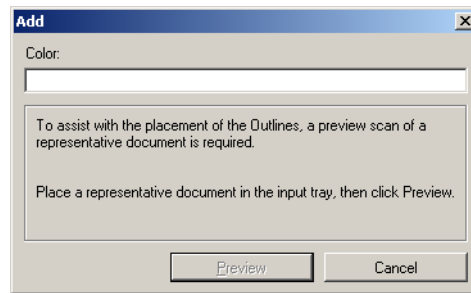 Add
Color:
To assist with the placement of the Outlines, a preview scan of a
representative document is required.
Place a representative document in the input tray, then click Preview.
Preview
Cancel